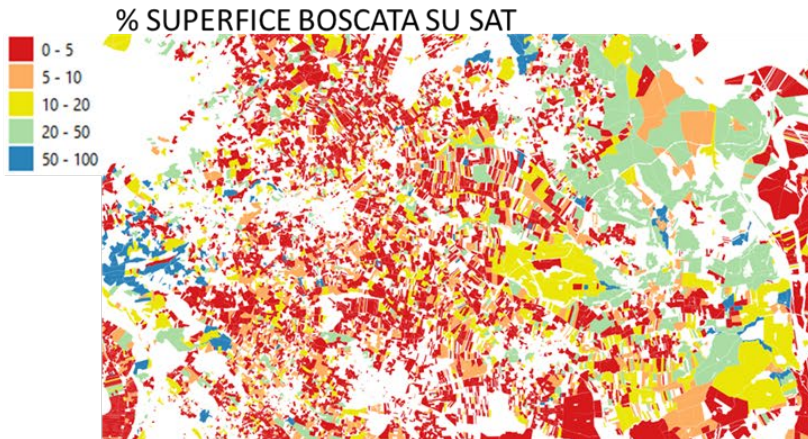 % SUPERFICE BOSCATA SU SAT
0 - 5
5 - 10
10 - 20
20 - 50
50 - 100